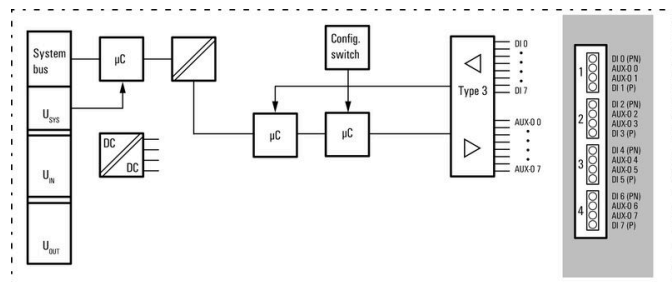 System
bus
U_SYS
U_IN
U_OUT
µC
DC
DC
µC
µC
Config.
switch
Type 3
DI 0
DI 7
AUX-O 0
AUX-O 7
1
DI 0 (PN)
AUX-O 0
AUX-O 1
DI 1 (P)
2
DI 2 (PN)
AUX-O 2
AUX-O 3
DI 3 (P)
3
DI 4 (PN)
AUX-O 4
AUX-O 5
DI 5 (P)
4
DI 6 (PN)
AUX-O 6
AUX-O 7
DI 7 (P)